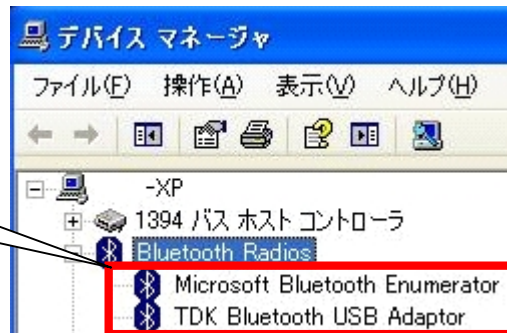 デバイス マネージャ
ファイル(F) 操作(A) 表示(V) ヘルプ(H)
-XP
1394 バス ホスト コントローラ
Bluetooth Radios
Microsoft Bluetooth Enumerator
TDK Bluetooth USB Adaptor